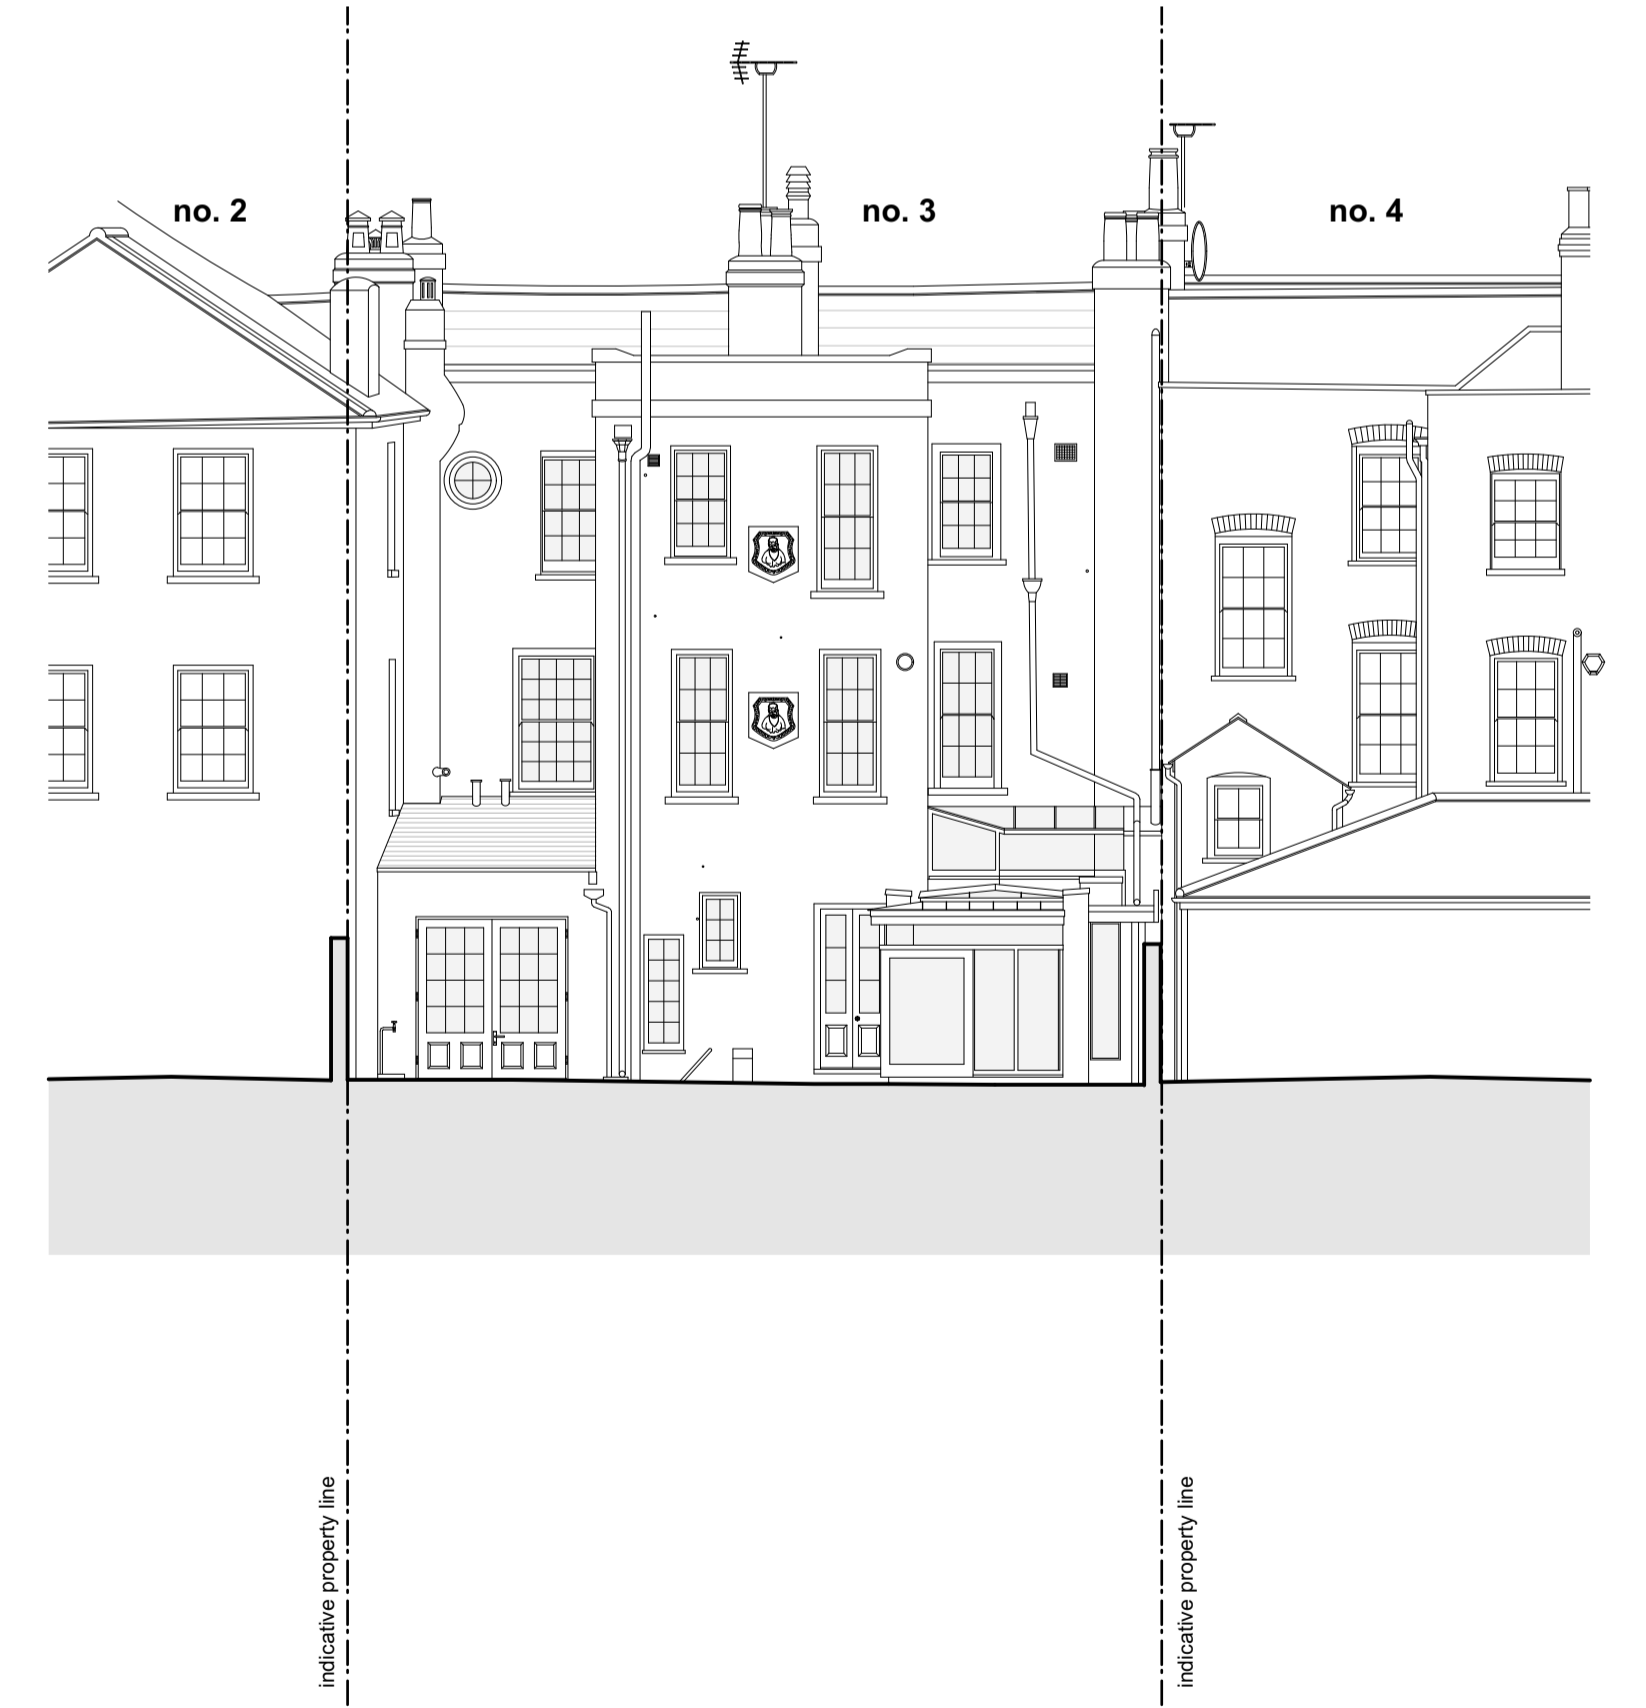 no. 2
no. 3
no. 4
indicative property line
indicative property line